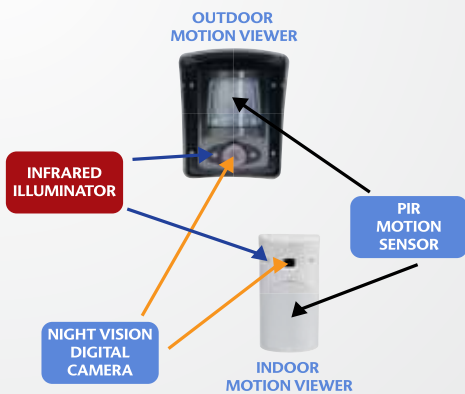 OUTDOOR
MOTION VIEWER
INFRARED
ILLUMINATOR
PIR
MOTION
SENSOR
NIGHT VISION
DIGITAL
CAMERA
INDOOR
MOTION VIEWER